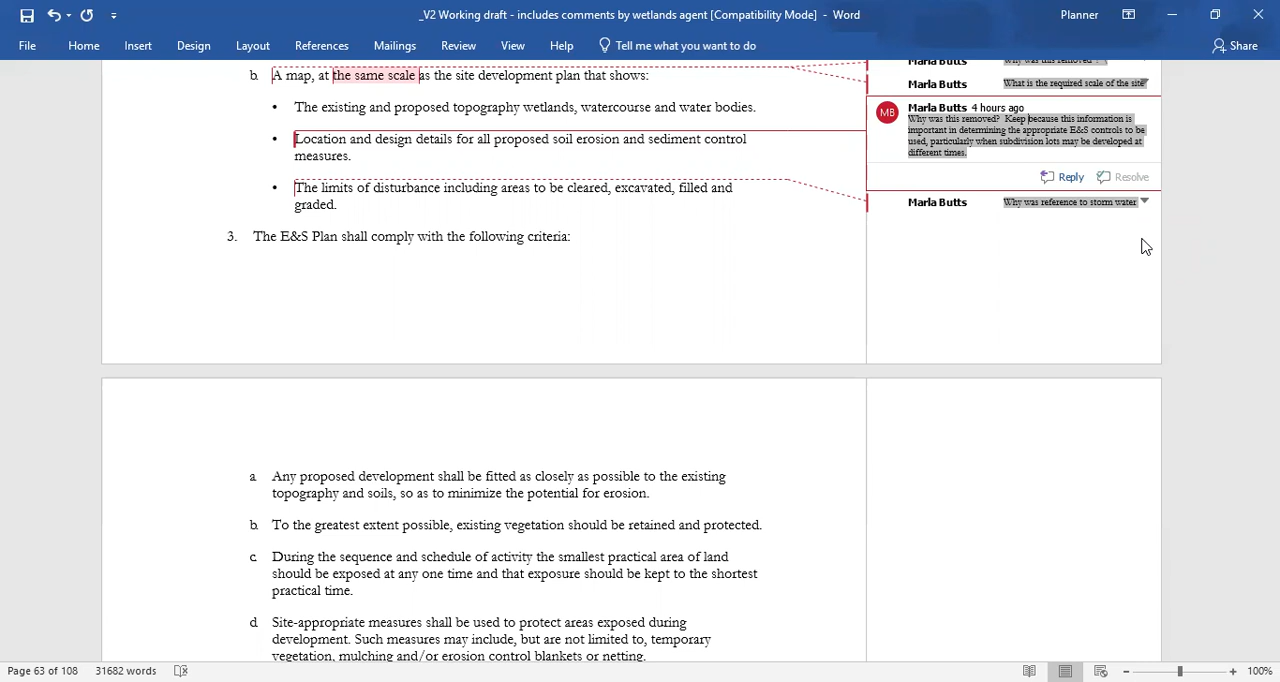 _V2 Working draft - includes comments by wetlands agent [Compatibility Mode] - Word
Planner
File Home Insert Design Layout References Mailings Review View Help Tell me what you want to do Share
b. A map, at the same scale as the site development plan that shows:
• The existing and proposed topography wetlands, watercourse and water bodies.
• Location and design details for all proposed soil erosion and sediment control
measures.
• The limits of disturbance including areas to be cleared, excavated, filled and
graded.
3. The E&S Plan shall comply with the following criteria:
Marla Butts Why was this removed?
Marla Butts What is the required scale of the site
MB Marla Butts 4 hours ago
Why was this removed? Keep because this information is
important in determining the appropriate E&S controls to be
used, particularly when subdivision lots may be developed at
different times.
Reply Resolve
Marla Butts Why was reference to storm water
a. Any proposed development shall be fitted as closely as possible to the existing
topography and soils, so as to minimize the potential for erosion.
b. To the greatest extent possible, existing vegetation should be retained and protected.
c. During the sequence and schedule of activity the smallest practical area of land
should be exposed at any one time and that exposure should be kept to the shortest
practical time.
d. Site-appropriate measures shall be used to protect areas exposed during
development. Such measures may include, but are not limited to, temporary
vegetation, mulching and/or erosion control blankets or netting.
Page 63 of 108 31682 words
100%